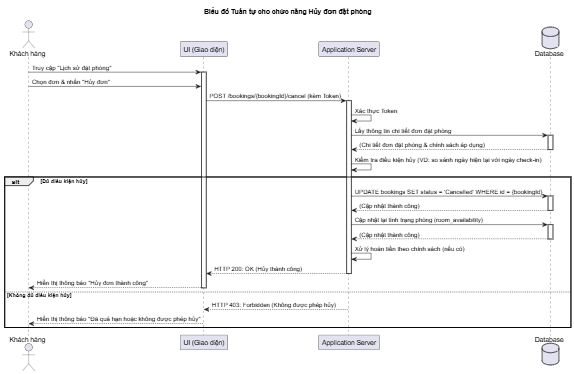 Biểu đồ Tuần tự cho chức năng Hủy đơn đặt phòng
Khách hàng
UI (Giao diện)
Application Server
Database
Truy cập "Lịch sử đặt phòng"
Chọn đơn & nhấn "Hủy đơn"
POST /bookings/{bookingId}/cancel (kèm Token)
Xác thực Token
Lấy thông tin chi tiết đơn đặt phòng
(Chi tiết đơn đặt phòng & chính sách áp dụng)
Kiểm tra điều kiện hủy (VD: so sánh ngày hiện tại với ngày check-in)
alt [Đủ điều kiện hủy]
UPDATE bookings SET status = 'Cancelled' WHERE id = {bookingId}
(Cập nhật thành công)
Cập nhật lại tình trạng phòng (room_availability)
(Cập nhật thành công)
Xử lý hoàn tiền theo chính sách (nếu có)
HTTP 200: OK (Hủy thành công)
Hiển thị thông báo "Hủy đơn thành công"
[Không đủ điều kiện hủy]
HTTP 403: Forbidden (Không được phép hủy)
Hiển thị thông báo "Đã quá hạn hoặc không được phép hủy"
Khách hàng
UI (Giao diện)
Application Server
Database